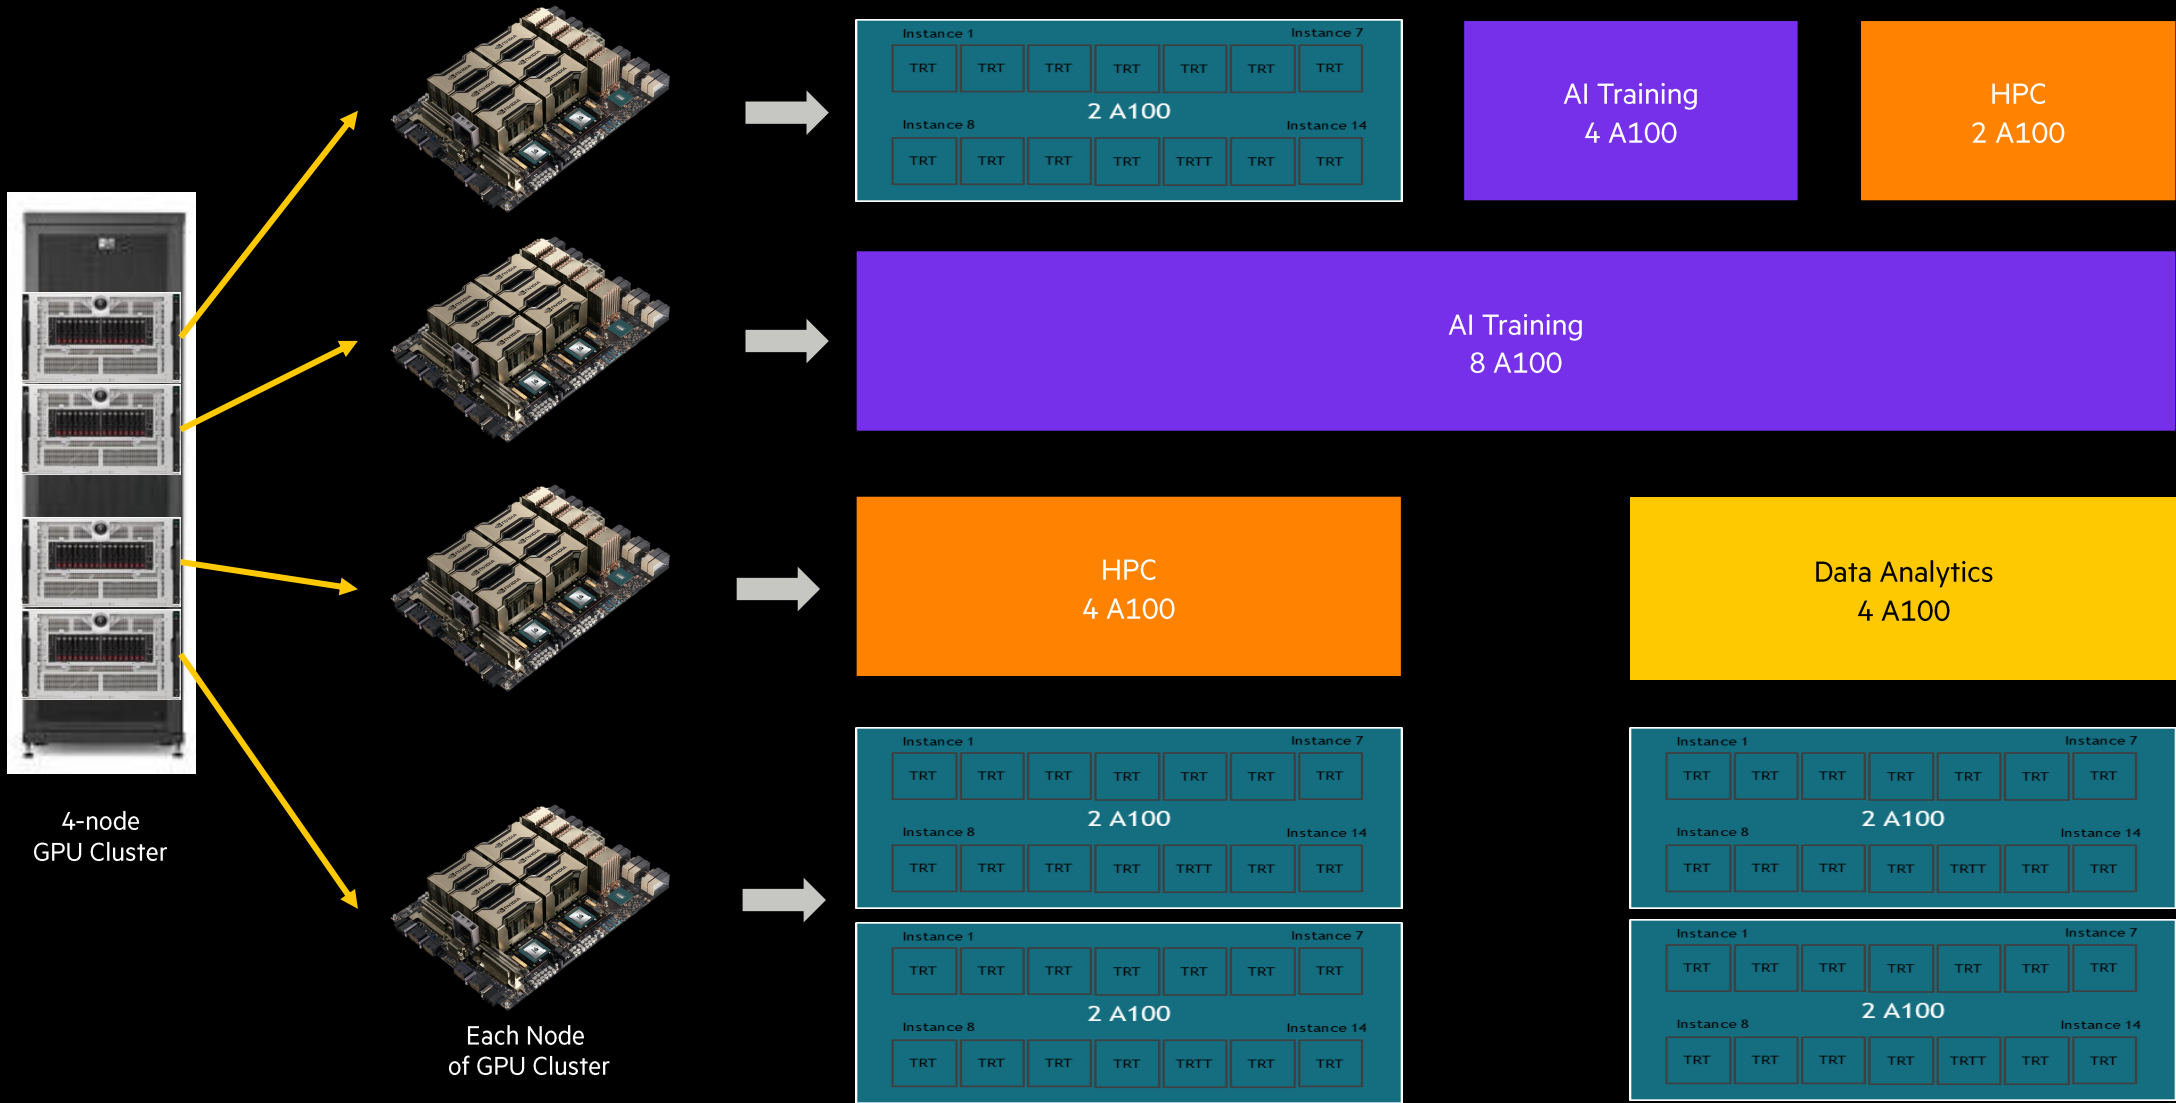 Instance 1 Instance 7
TRT TRT TRT TRT TRT TRT TRT
2 A100
Instance 8 Instance 14
TRT TRT TRT TRT TRTT TRT TRT
AI Training
4 A100
HPC
2 A100
AI Training
8 A100
HPC
4 A100
Data Analytics
4 A100
Instance 1 Instance 7
TRT TRT TRT TRT TRT TRT TRT
2 A100
Instance 8 Instance 14
TRT TRT TRT TRT TRTT TRT TRT
Instance 1 Instance 7
TRT TRT TRT TRT TRT TRT TRT
2 A100
Instance 8 Instance 14
TRT TRT TRT TRT TRTT TRT TRT
Instance 1 Instance 7
TRT TRT TRT TRT TRT TRT TRT
2 A100
Instance 8 Instance 14
TRT TRT TRT TRT TRTT TRT TRT
Instance 1 Instance 7
TRT TRT TRT TRT TRT TRT TRT
2 A100
Instance 8 Instance 14
TRT TRT TRT TRT TRTT TRT TRT
4-node
GPU Cluster
Each Node
of GPU Cluster